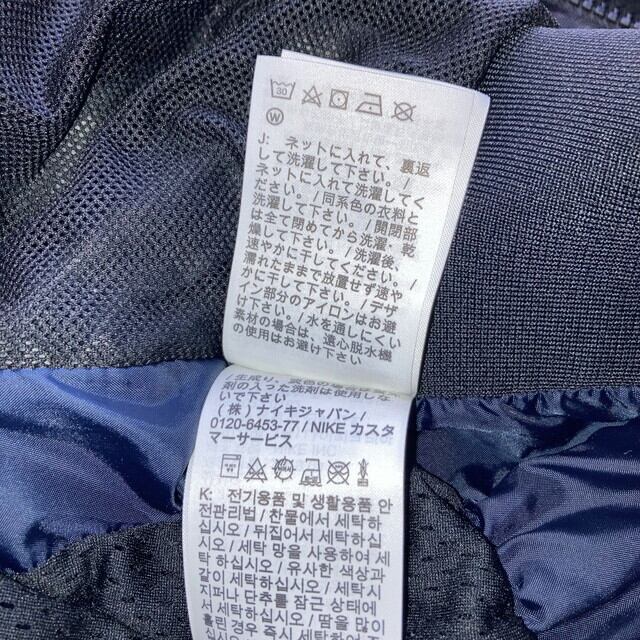 30
W
J: ネットに入れて、裏返
して洗濯して下さい。/
ネットに入れて洗濯してく
ださい。/同系色の衣料と
洗濯して下さい。/開閉部
は全て閉めてから洗濯、乾
燥して下さい。/洗濯後、
速やかに干してください。/
濡れたままで放置せず速や
かに干して下さい。/デザ
イン部分のアイロンはお避
け下さい。/水を通しにくい
素材の場合は、遠心脱水機
の使用はお避け下さい
剤の入った洗剤は使用しな
いで下さい
(株) ナイキジャパン/
0120-6453-77 / NIKE カスタ
マーサービス
K: 전기용품 및 생활용품 안
전관리법 / 찬물에서 세탁하
십시오 / 뒤집어서 세탁하
십시오 / 세탁 망을 사용하여 세
탁하십시오 / 유사한 색상과
같이 세탁하십시오 /
지퍼나 단추를 잠근 상태에
서 세탁하십시오 / 땀을 많이
흘린 경우 즉시 세탁하여 주